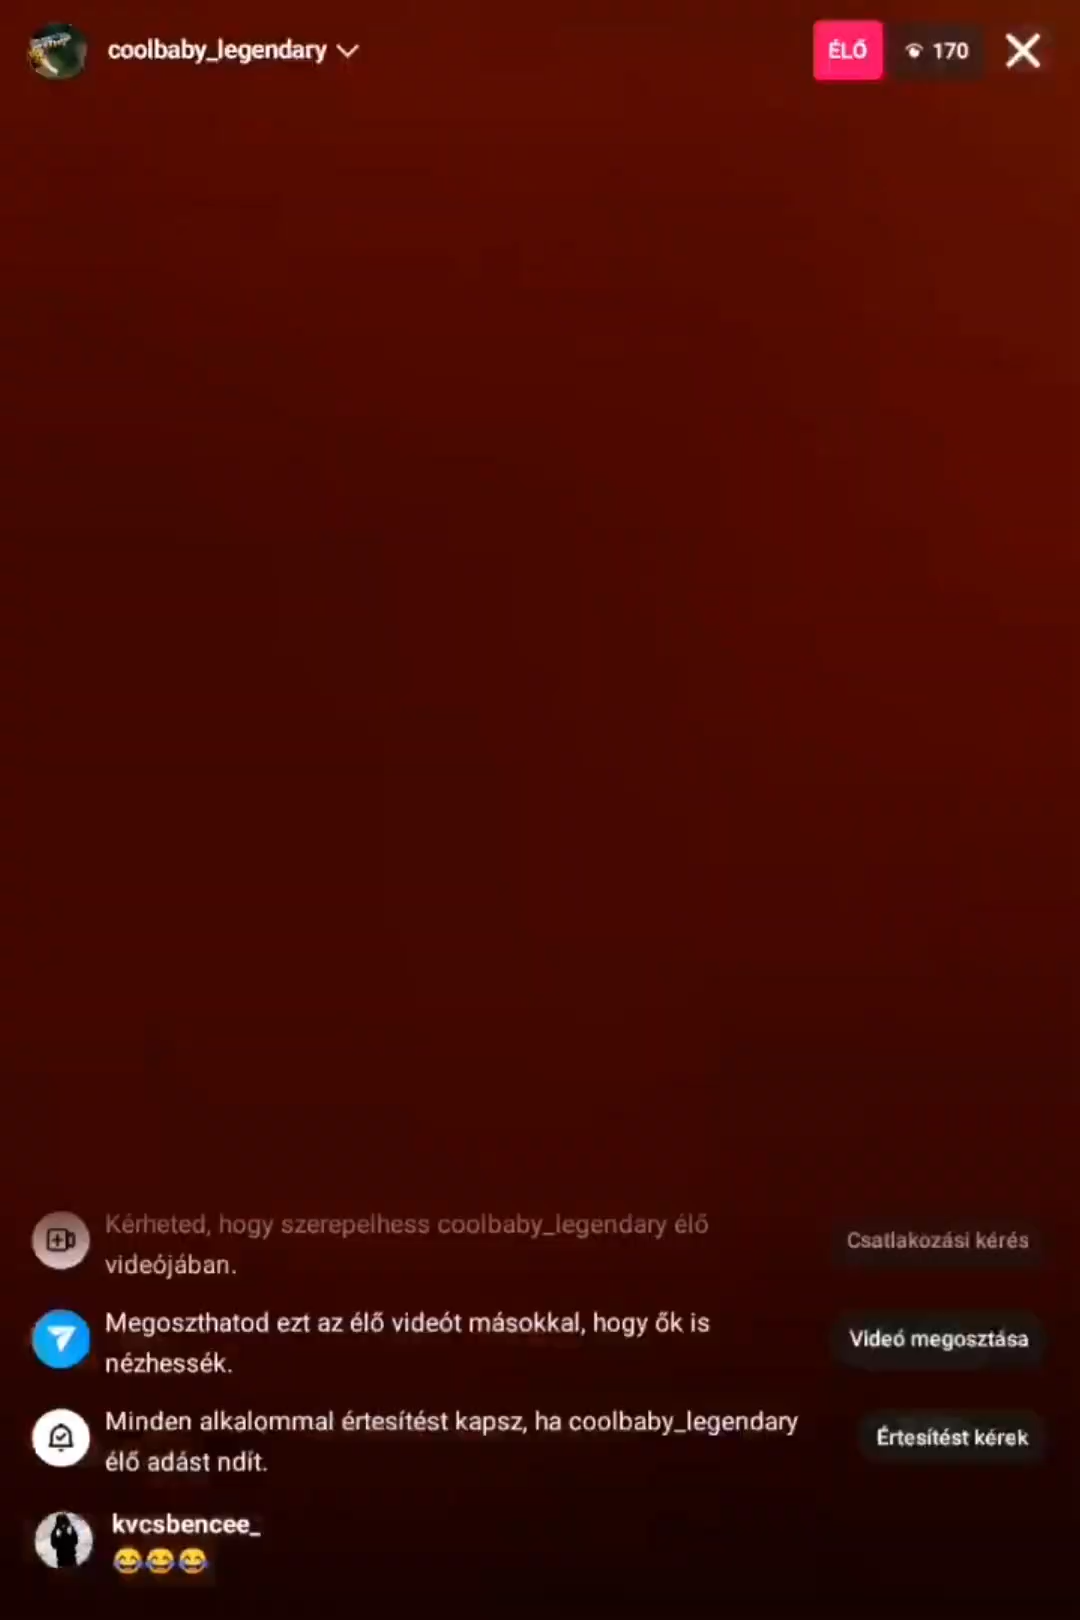 coolbaby_legendary
ÉLŐ
170
Kérheted, hogy szerepelhess coolbaby_legendary élő
videójában.
Csatlakozási kérés
Megoszthatod ezt az élő videót másokkal, hogy ők is
nézhessék.
Videó megosztása
Minden alkalommal értesítést kapsz, ha coolbaby_legendary
élő adást ndít.
Értesítést kérek
kvcsbencee_
😂😂😂